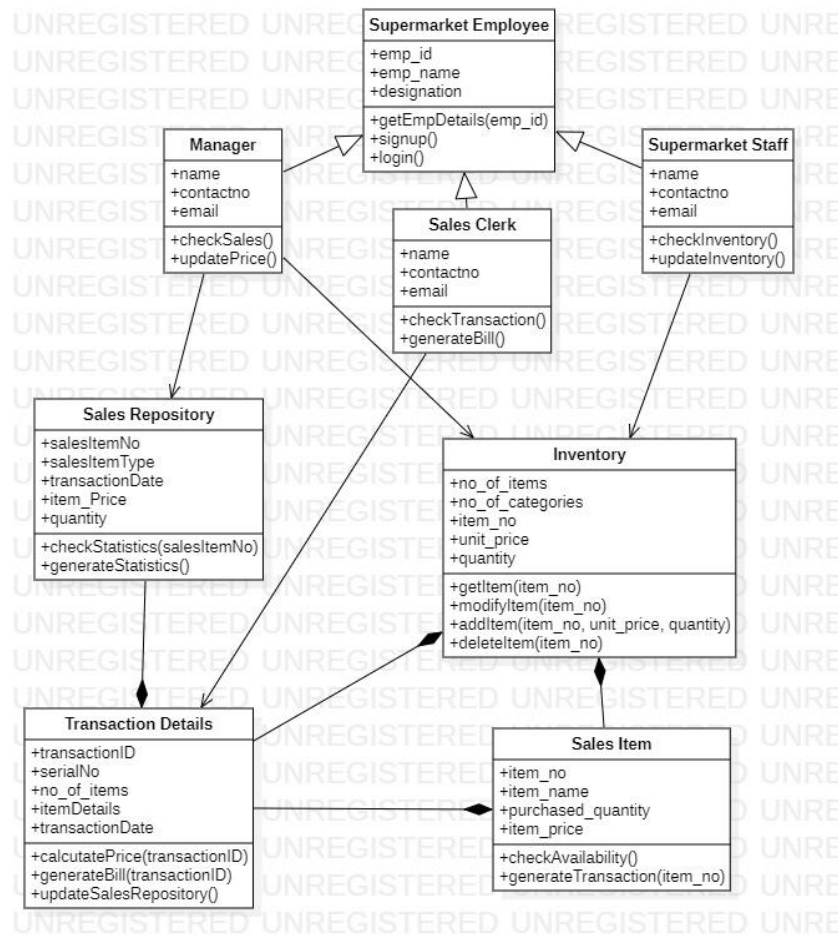 Supermarket Employee
+emp_id
+emp_name
+designation
+getEmpDetails(emp_id)
+signup()
+login()
Manager
+name
+contactno
+email
+checkSales()
+updatePrice()
Sales Clerk
+name
+contactno
+email
+checkTransaction()
+generateBill()
Supermarket Staff
+name
+contactno
+email
+checkInventory()
+updateInventory()
Sales Repository
+salesItemNo
+salesItemType
+transactionDate
+item_Price
+quantity
+checkStatistics(salesItemNo)
+generateStatistics()
Inventory
+no_of_items
+no_of_categories
+item_no
+unit_price
+quantity
+getItem(item_no)
+modifyItem(item_no)
+addItem(item_no, unit_price, quantity)
+deleteItem(item_no)
Transaction Details
+transactionID
+serialNo
+no_of_items
+itemDetails
+transactionDate
+calcutatePrice(transactionID)
+generateBill(transactionID)
+updateSalesRepository()
Sales Item
+item_no
+item_name
+purchased_quantity
+item_price
+checkAvailability()
+generateTransaction(item_no)
UNREGISTERED